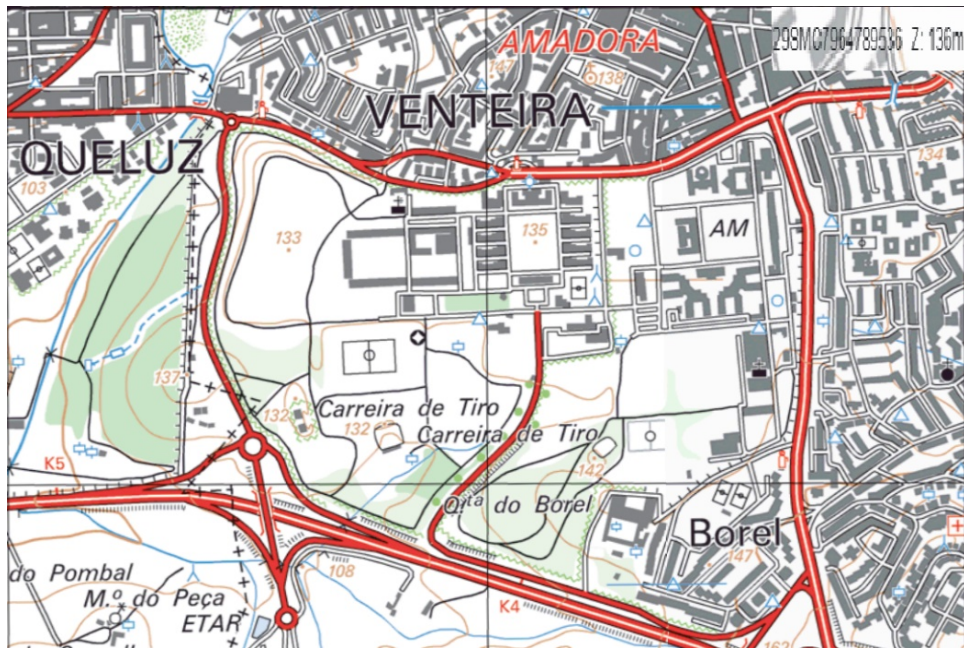 29SMC7964789536 Z: 136m
AMADORA
147
138
VENTEIRA
QUELUZ
134
103
AM
133
135
137
132
Carreira de Tiro
132
Carreira de Tiro
142
K5
Qta do Borel
Borel
147
108
do Pombal
M.º do Peça
K4
ETAR
162